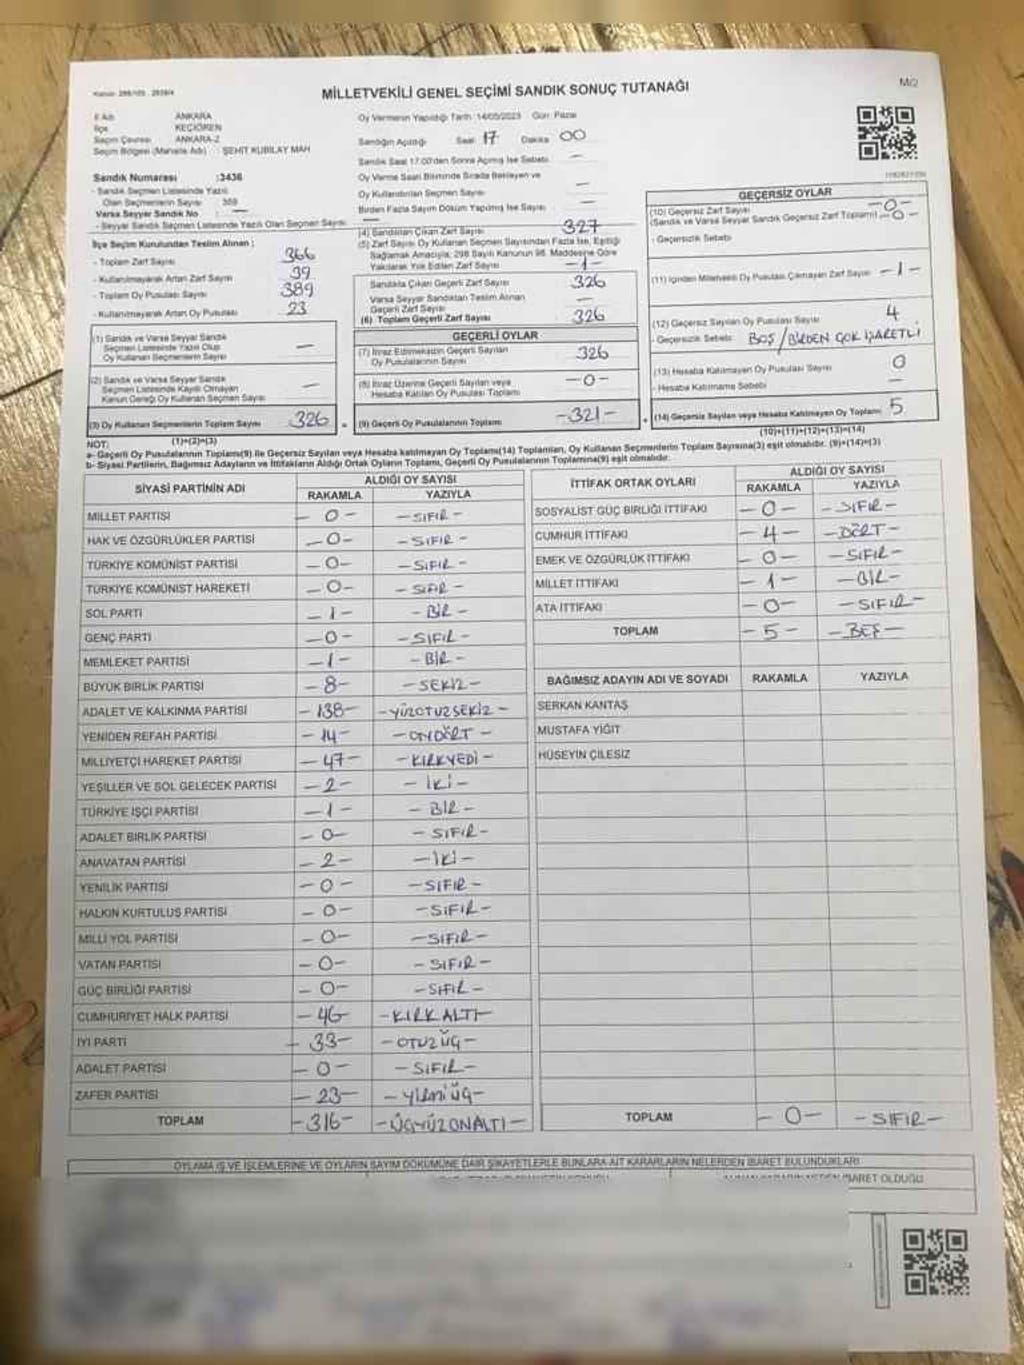 MİLLETVEKİLİ GENEL SEÇİMİ SANDIK SONUÇ TUTANAĞI
M/2
İl Adı : ANKARA
İlçe : KEÇİÖREN
Seçim Çevresi : ANKARA-2
Seçim Bölgesi (Mahalle Adı) : ŞEHİT KUBİLAY MAH
Oy Vermenin Yapıldığı Tarih :14/05/2023 Gün: Pazar
Sandığın Açıldığı Saat 17 Dakika 00
Sandık Saat 17:00'den Sonra Açılmış İse Sebebi —
Sandık Numarası :3436
- Sandık Seçmen Listesinde Yazılı
Olan Seçmenlerin Sayısı
Varsa Seyyar Sandık No : —
- Seyyar Sandık Seçmen Listesinde Yazılı Olan Seçmen Sayısı : —
Oy Verme Saati Bitiminde Sırada Bekleyen ve
Oy Kullandırılan Seçmen Sayısı —
Birden Fazla Sayım Döküm Yapılmış İse Sayısı —
İlçe Seçim Kurulundan Teslim Alınan :
- Toplam Zarf Sayısı 366
- Kullanılmayarak Artan Zarf Sayısı 39
- Toplam Oy Pusulası Sayısı 389
- Kullanılmayarak Artan Oy Pusulası 23
(4) Sandıktan Çıkan Zarf Sayısı 327
(5) Zarf Sayısı Oy Kullanan Seçmen Sayısından Fazla İse, Eşitliği
Sağlamak Amacıyla; 298 Sayılı Kanunun 98. Maddesine Göre
Yakılarak Yok Edilen Zarf Sayısı -1-
Sandıkta Çıkan Geçerli Zarf Sayısı 326
Varsa Seyyar Sandıktan Teslim Alınan
Geçerli Zarf Sayısı —
(6) Toplam Geçerli Zarf Sayısı 326
GEÇERSİZ OYLAR
(10) Geçersiz Zarf Sayısı -0-
(Sandık ve Varsa Seyyar Sandık Geçersiz Zarf Toplamı) -0-
- Geçersizlik Sebebi
(11) İçinden Milletvekili Oy Pusulası Çıkmayan Zarf Sayısı -1-
(12) Geçersiz Sayılan Oy Pusulası Sayısı 4
- Geçersizlik Sebebi BOŞ/BİRDEN ÇOK İŞARETLİ
(13) Hesaba Katılmayan Oy Pusulası Sayısı 0
- Hesaba Katılmama Sebebi —
(14) Geçersiz Sayılan veya Hesaba Katılmayan Oy Toplamı 5
(10)+(11)+(12)+(13)=(14)
(1) Sandık ve Varsa Seyyar Sandık
Seçmen Listesinde Yazılı Olup
Oy Kullanan Seçmenlerin Sayısı —
(2) Sandık ve Varsa Seyyar Sandık
Seçmen Listesinde Kaydı Olmayan
Kanun Gereği Oy Kullanan Seçmenlerin Sayısı —
(3) Oy Kullanan Seçmenlerin Toplam Sayısı 326
(1)+(2)=(3)
GEÇERLİ OYLAR
(7) İtiraz Edilmeksizin Geçerli Sayılan
Oy Pusulalarının Sayısı 326
(8) İtiraz Üzerine Geçerli Sayılan veya
Hesaba Katılan Oy Pusulası Toplamı -0-
(9) Geçerli Oy Pusulalarının Toplamı -321-
NOT:
a- Geçerli Oy Pusulalarının Toplamı(9) ile Geçersiz Sayılan veya Hesaba katılmayan Oy Toplamı(14) Toplamları, Oy Kullanan Seçmenlerin Toplam Sayısına(3) eşit olmalıdır. (9)+(14)=(3)
b- Siyasi Partilerin, Bağımsız Adayların ve İttifakların Aldığı Ortak Oyların Toplamı, Geçerli Oy Pusulalarının Toplamına(9) eşit olmalıdır.
SİYASİ PARTİNİN ADI ALDIĞI OY SAYISI
RAKAMLA YAZIYLA
MİLLET PARTİSİ -0- -SIFIR-
HAK VE ÖZGÜRLÜKLER PARTİSİ -0- -SIFIR-
TÜRKİYE KOMÜNİST PARTİSİ -0- -SIFIR-
TÜRKİYE KOMÜNİST HAREKETİ -0- -SIFIR-
SOL PARTİ -1- -BİR-
GENÇ PARTİ -0- -SIFIR-
MEMLEKET PARTİSİ -1- -BİR-
BÜYÜK BİRLİK PARTİSİ -8- -SEKİZ-
ADALET VE KALKINMA PARTİSİ -138- -YÜZOTUZSEKİZ-
YENİDEN REFAH PARTİSİ -14- -ONDÖRT-
MİLLİYETÇİ HAREKET PARTİSİ -47- -KIRKYEDİ-
YEŞİLLER VE SOL GELECEK PARTİSİ -2- -İKİ-
TÜRKİYE İŞÇİ PARTİSİ -1- -BİR-
ADALET BİRLİK PARTİSİ -0- -SIFIR-
ANAVATAN PARTİSİ -2- -İKİ-
YENİLİK PARTİSİ -0- -SIFIR-
HALKIN KURTULUŞ PARTİSİ -0- -SIFIR-
MİLLİ YOL PARTİSİ -0- -SIFIR-
VATAN PARTİSİ -0- -SIFIR-
GÜÇ BİRLİĞİ PARTİSİ -0- -SIFIR-
CUMHURİYET HALK PARTİSİ -46 -KIRKALTI-
İYİ PARTİ -33- -OTUZÜÇ-
ADALET PARTİSİ -0- -SIFIR-
ZAFER PARTİSİ -23- -YİRMİÜÇ-
TOPLAM -316- -ÜÇYÜZONALTI-
İTTİFAK ORTAK OYLARI ALDIĞI OY SAYISI
RAKAMLA YAZIYLA
SOSYALİST GÜÇ BİRLİĞİ İTTİFAKI -0- -SIFIR-
CUMHUR İTTİFAKI -4- -DÖRT-
EMEK VE ÖZGÜRLÜK İTTİFAKI -0- -SIFIR-
MİLLET İTTİFAKI -1- -BİR-
ATA İTTİFAKI -0- -SIFIR-
TOPLAM -5- -BEŞ-
BAĞIMSIZ ADAYIN ADI VE SOYADI RAKAMLA YAZIYLA
SERKAN KANTAŞ
MUSTAFA YİĞİT
HÜSEYİN ÇİLESİZ
TOPLAM -0- -SIFIR-
OYLAMA İŞ VE İŞLEMLERİNE VE OYLARIN SAYIM DÖKÜMÜNE DAİR ŞİKAYETLERLE BUNLARA AİT KARARLARIN NELERDEN İBARET BULUNDUKLARI
İBARET OLDUĞU